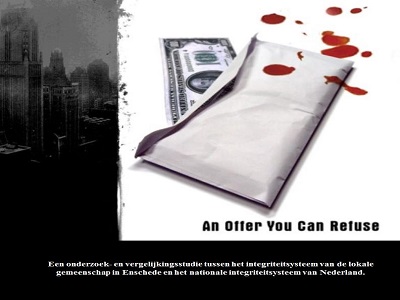 An Offer You Can Refuse
Een onderzoek- en vergelijkingsstudie tussen het integriteitsysteem van de lokale
gemeenschap in Enschede en het nationale integriteitsysteem van Nederland.